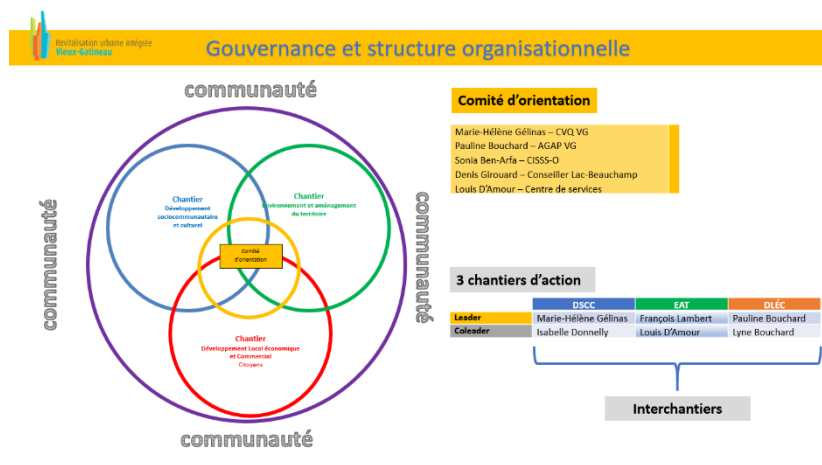 Revitalisation urbaine intégrée
Vieux-Gatineau
Gouvernance et structure organisationnelle
communauté
communauté
communauté
communauté
Chantier
Développement
sociocommunautaire
et culturel
Chantier
Environnement et aménagement
du territoire
Comité
d'orientation
Chantier
Développement Local économique
et Commercial
Citoyens
Comité d'orientation
Marie-Hélène Gélinas – CVQ VG
Pauline Bouchard – AGAP VG
Sonia Ben-Arfa – CISSS-O
Denis Girouard – Conseiller Lac-Beauchamp
Louis D'Amour – Centre de services
3 chantiers d'action
DSCC EAT DLÉC
Leader Marie-Hélène Gélinas François Lambert Pauline Bouchard
Coleader Isabelle Donnelly Louis D'Amour Lyne Bouchard
Interchantiers